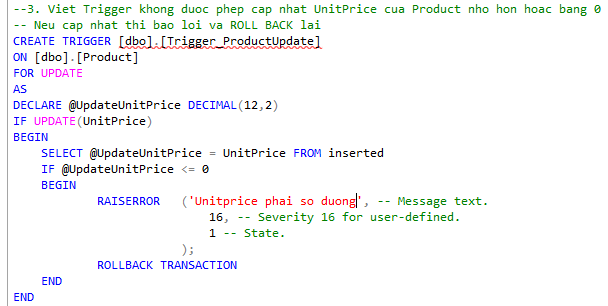 --3. Viet Trigger khong duoc phep cap nhat UnitPrice cua Product nho hon hoac bang 0
-- Neu cap nhat thi bao loi va ROLL BACK lai
CREATE TRIGGER [dbo].[Trigger_ProductUpdate]
ON [dbo].[Product]
FOR UPDATE
AS
DECLARE @UpdateUnitPrice DECIMAL(12,2)
IF UPDATE(UnitPrice)
BEGIN
SELECT @UpdateUnitPrice = UnitPrice FROM inserted
IF @UpdateUnitPrice <= 0
BEGIN
RAISERROR ('Unitprice phai so duong', -- Message text.
16, -- Severity 16 for user-defined.
1 -- State.
);
ROLLBACK TRANSACTION
END
END